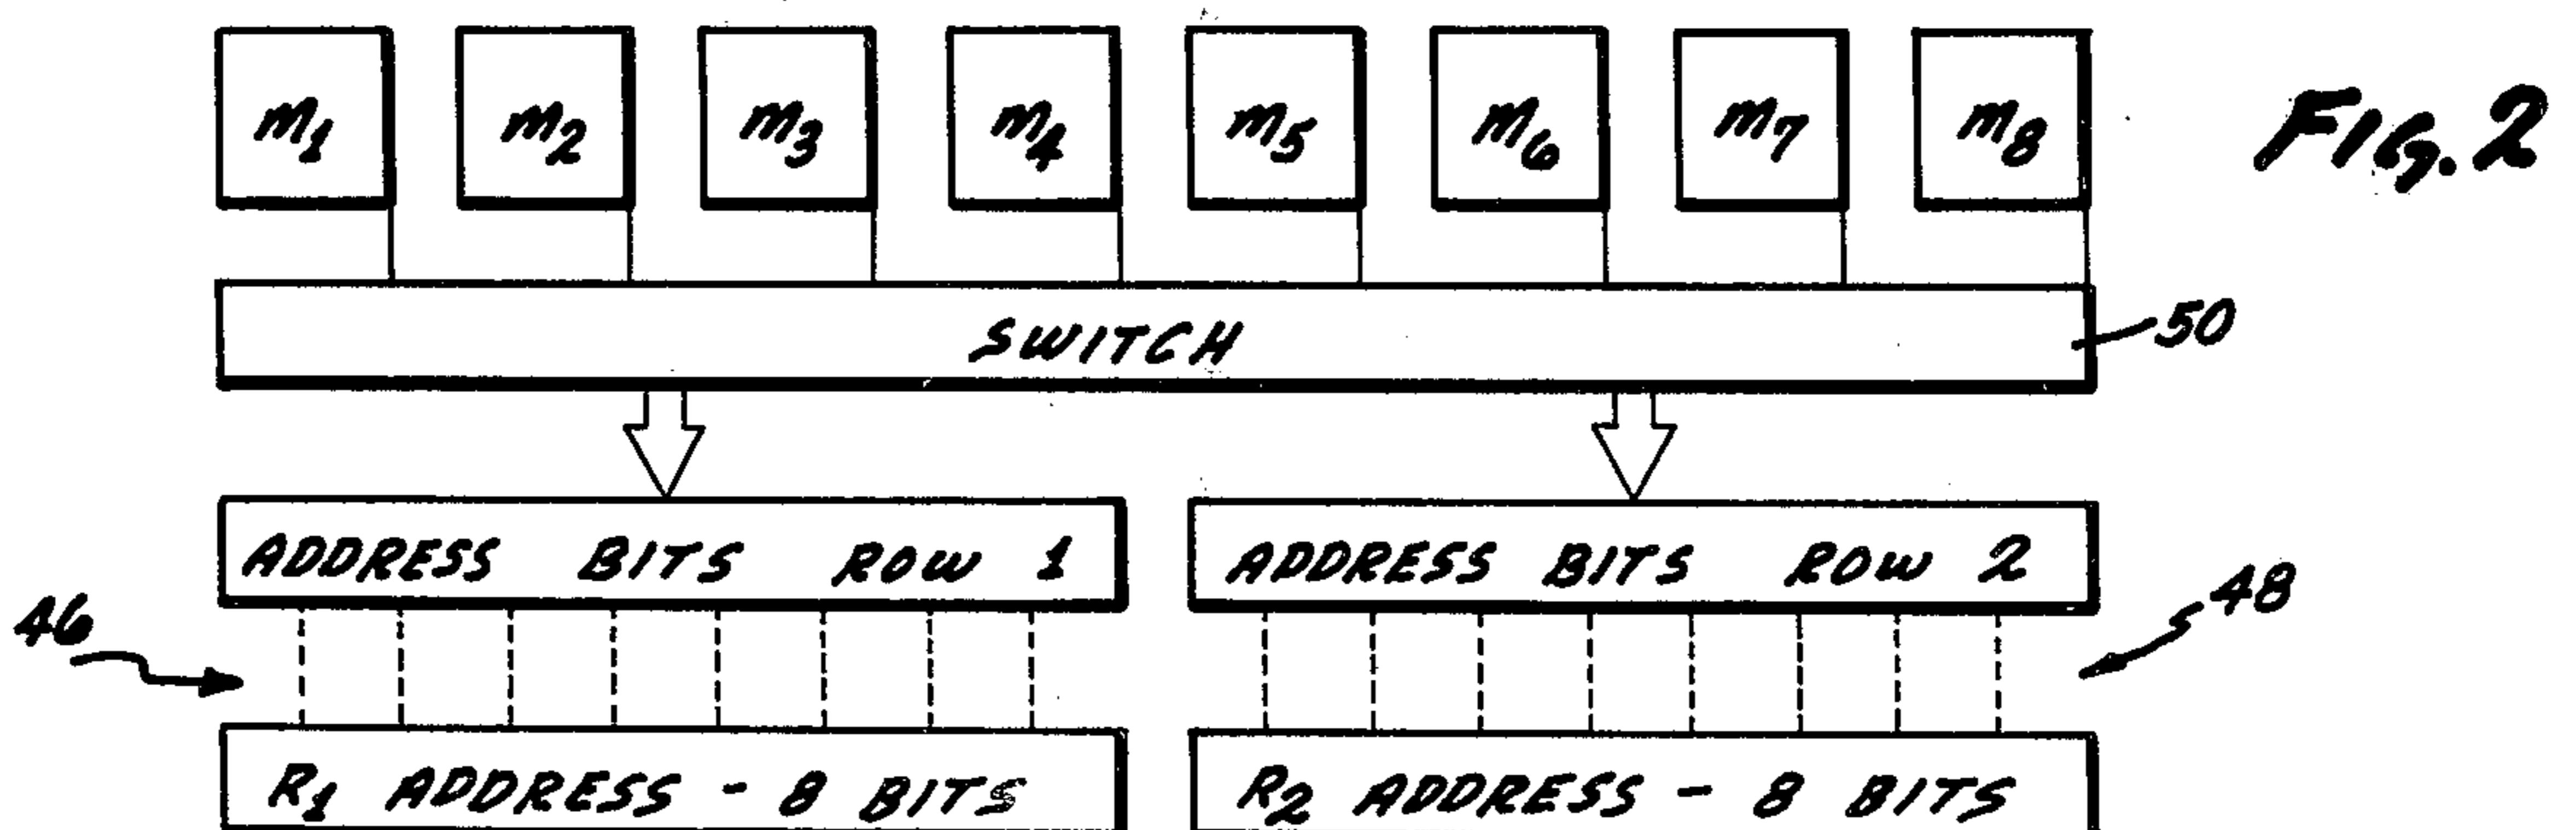 m1 m2 m3 m4 m5 m6 m7 m8
FIG. 2
SWITCH
50
ADDRESS BITS ROW 1
ADDRESS BITS ROW 2
46
48
R1 ADDRESS - 8 BITS
R2 ADDRESS - 8 BITS